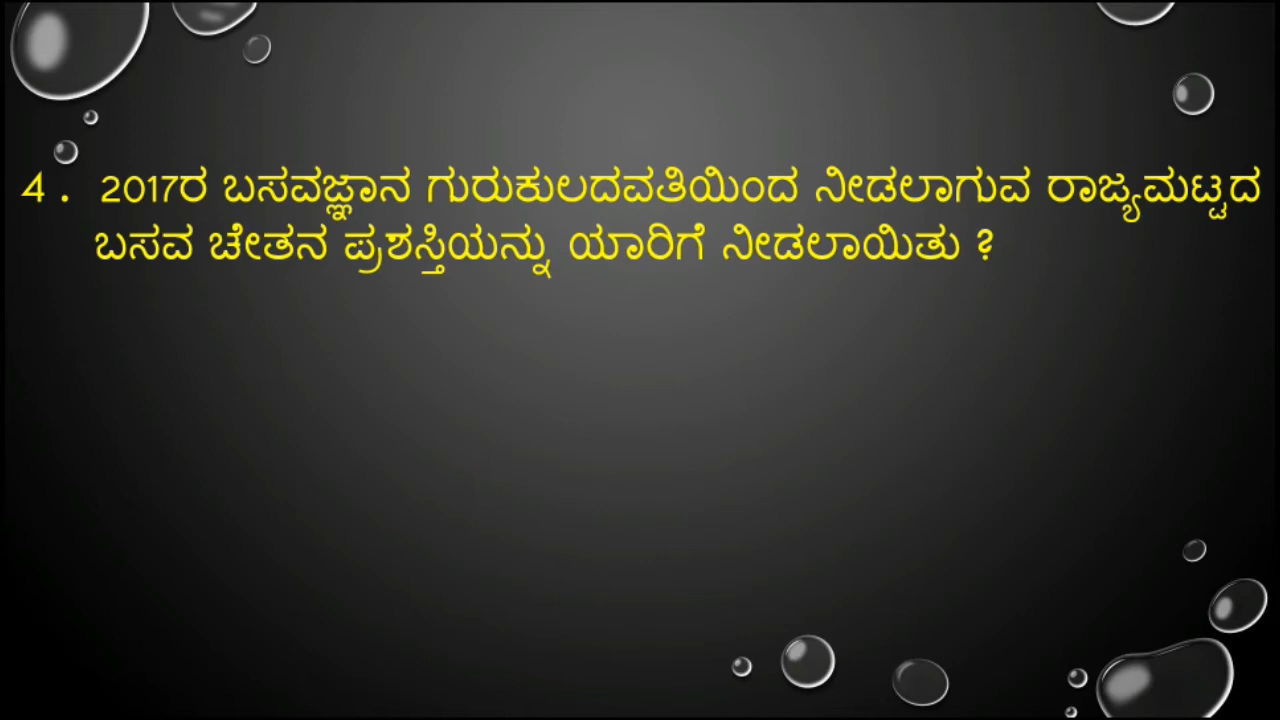 4 . 2017ರ ಬಸವಜ್ಞಾನ ಗುರುಕುಲದವತಿಯಿಂದ ನೀಡಲಾಗುವ ರಾಜ್ಯಮಟ್ಟದ
ಬಸವ ಚೇತನ ಪ್ರಶಸ್ತಿಯನ್ನು ಯಾರಿಗೆ ನೀಡಲಾಯಿತು ?